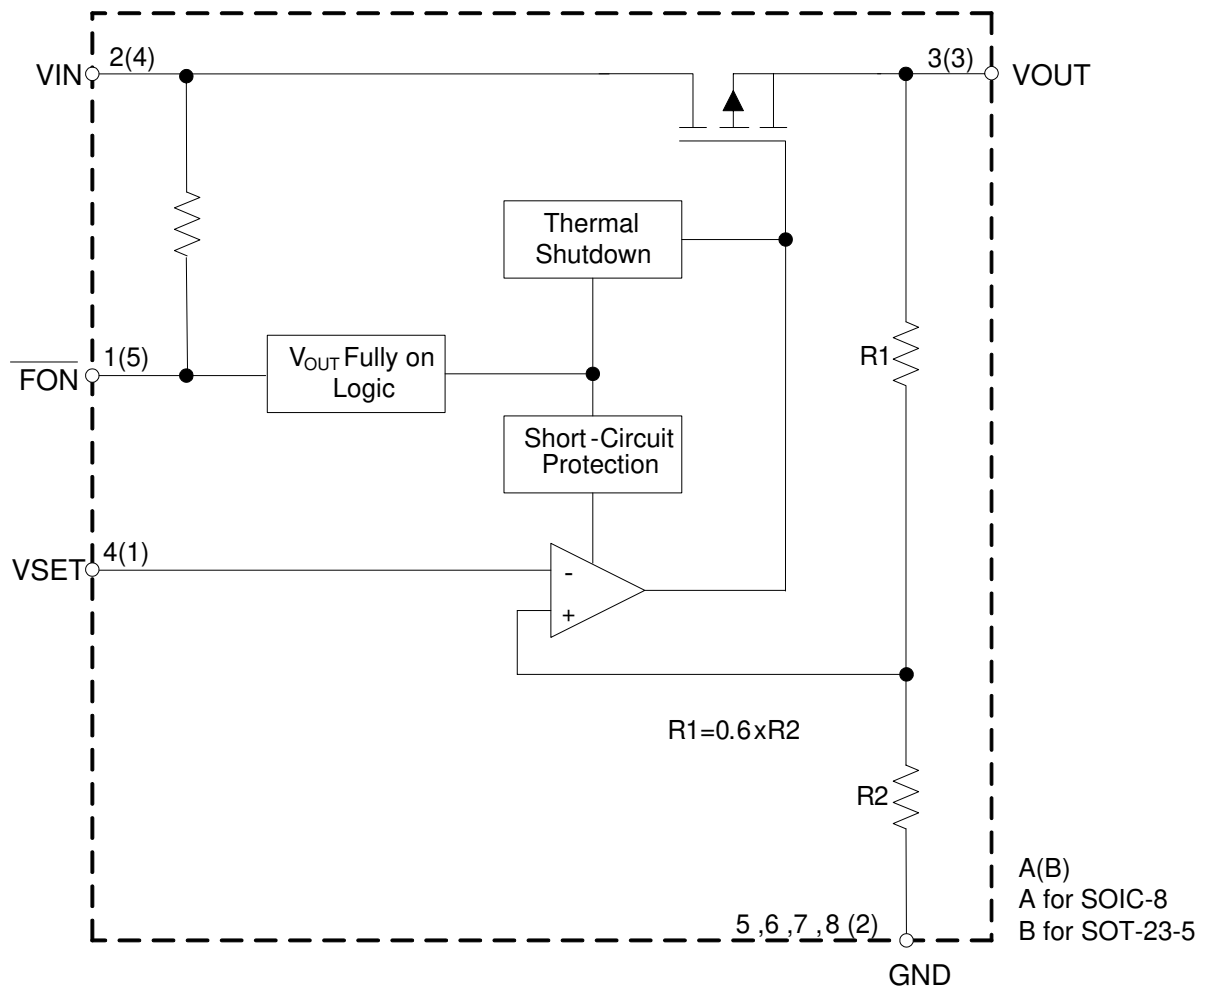 VIN
2(4)
3(3)
VOUT
Thermal
Shutdown
FON
1(5)
VOUT Fully on
Logic
R1
Short-Circuit
Protection
VSET
4(1)
-
+
R1=0.6xR2
R2
A(B)
A for SOIC-8
B for SOT-23-5
5 ,6 ,7 ,8 (2)
GND